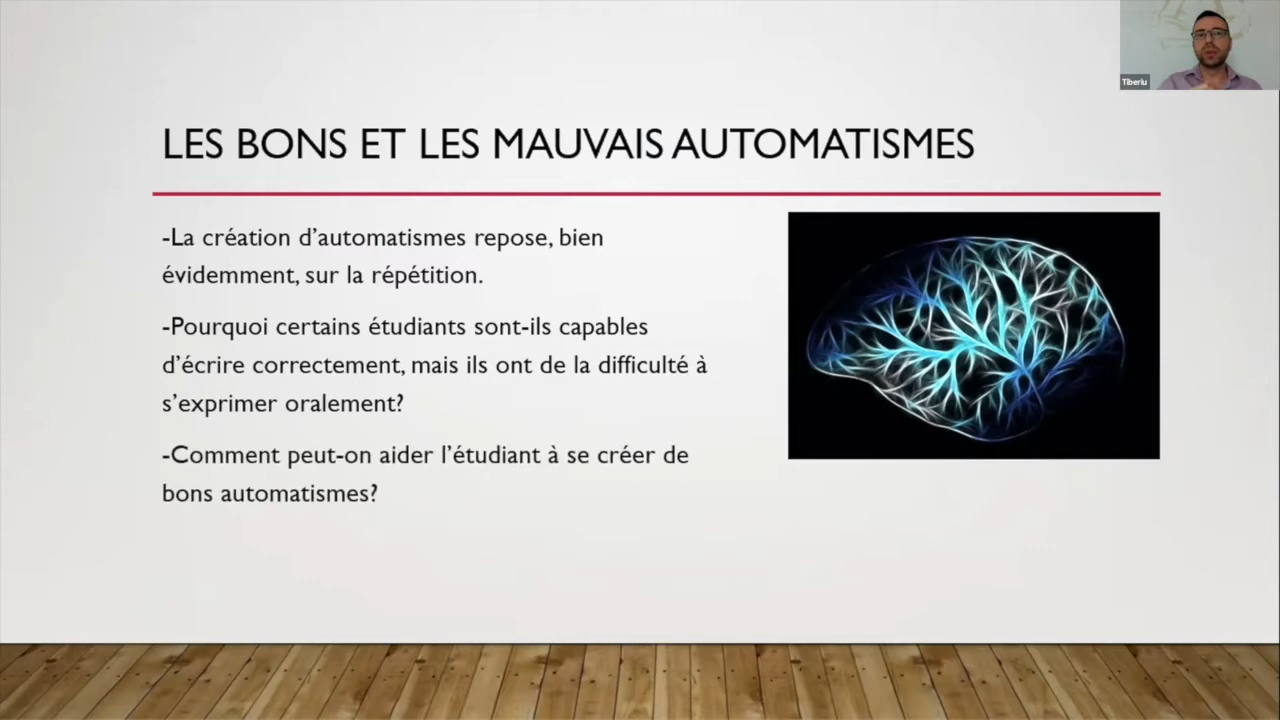 Tiberiu
LES BONS ET LES MAUVAIS AUTOMATISMES
-La création d’automatismes repose, bien
évidemment, sur la répétition.
-Pourquoi certains étudiants sont-ils capables
d’écrire correctement, mais ils ont de la difficulté à
s’exprimer oralement?
-Comment peut-on aider l’étudiant à se créer de
bons automatismes?